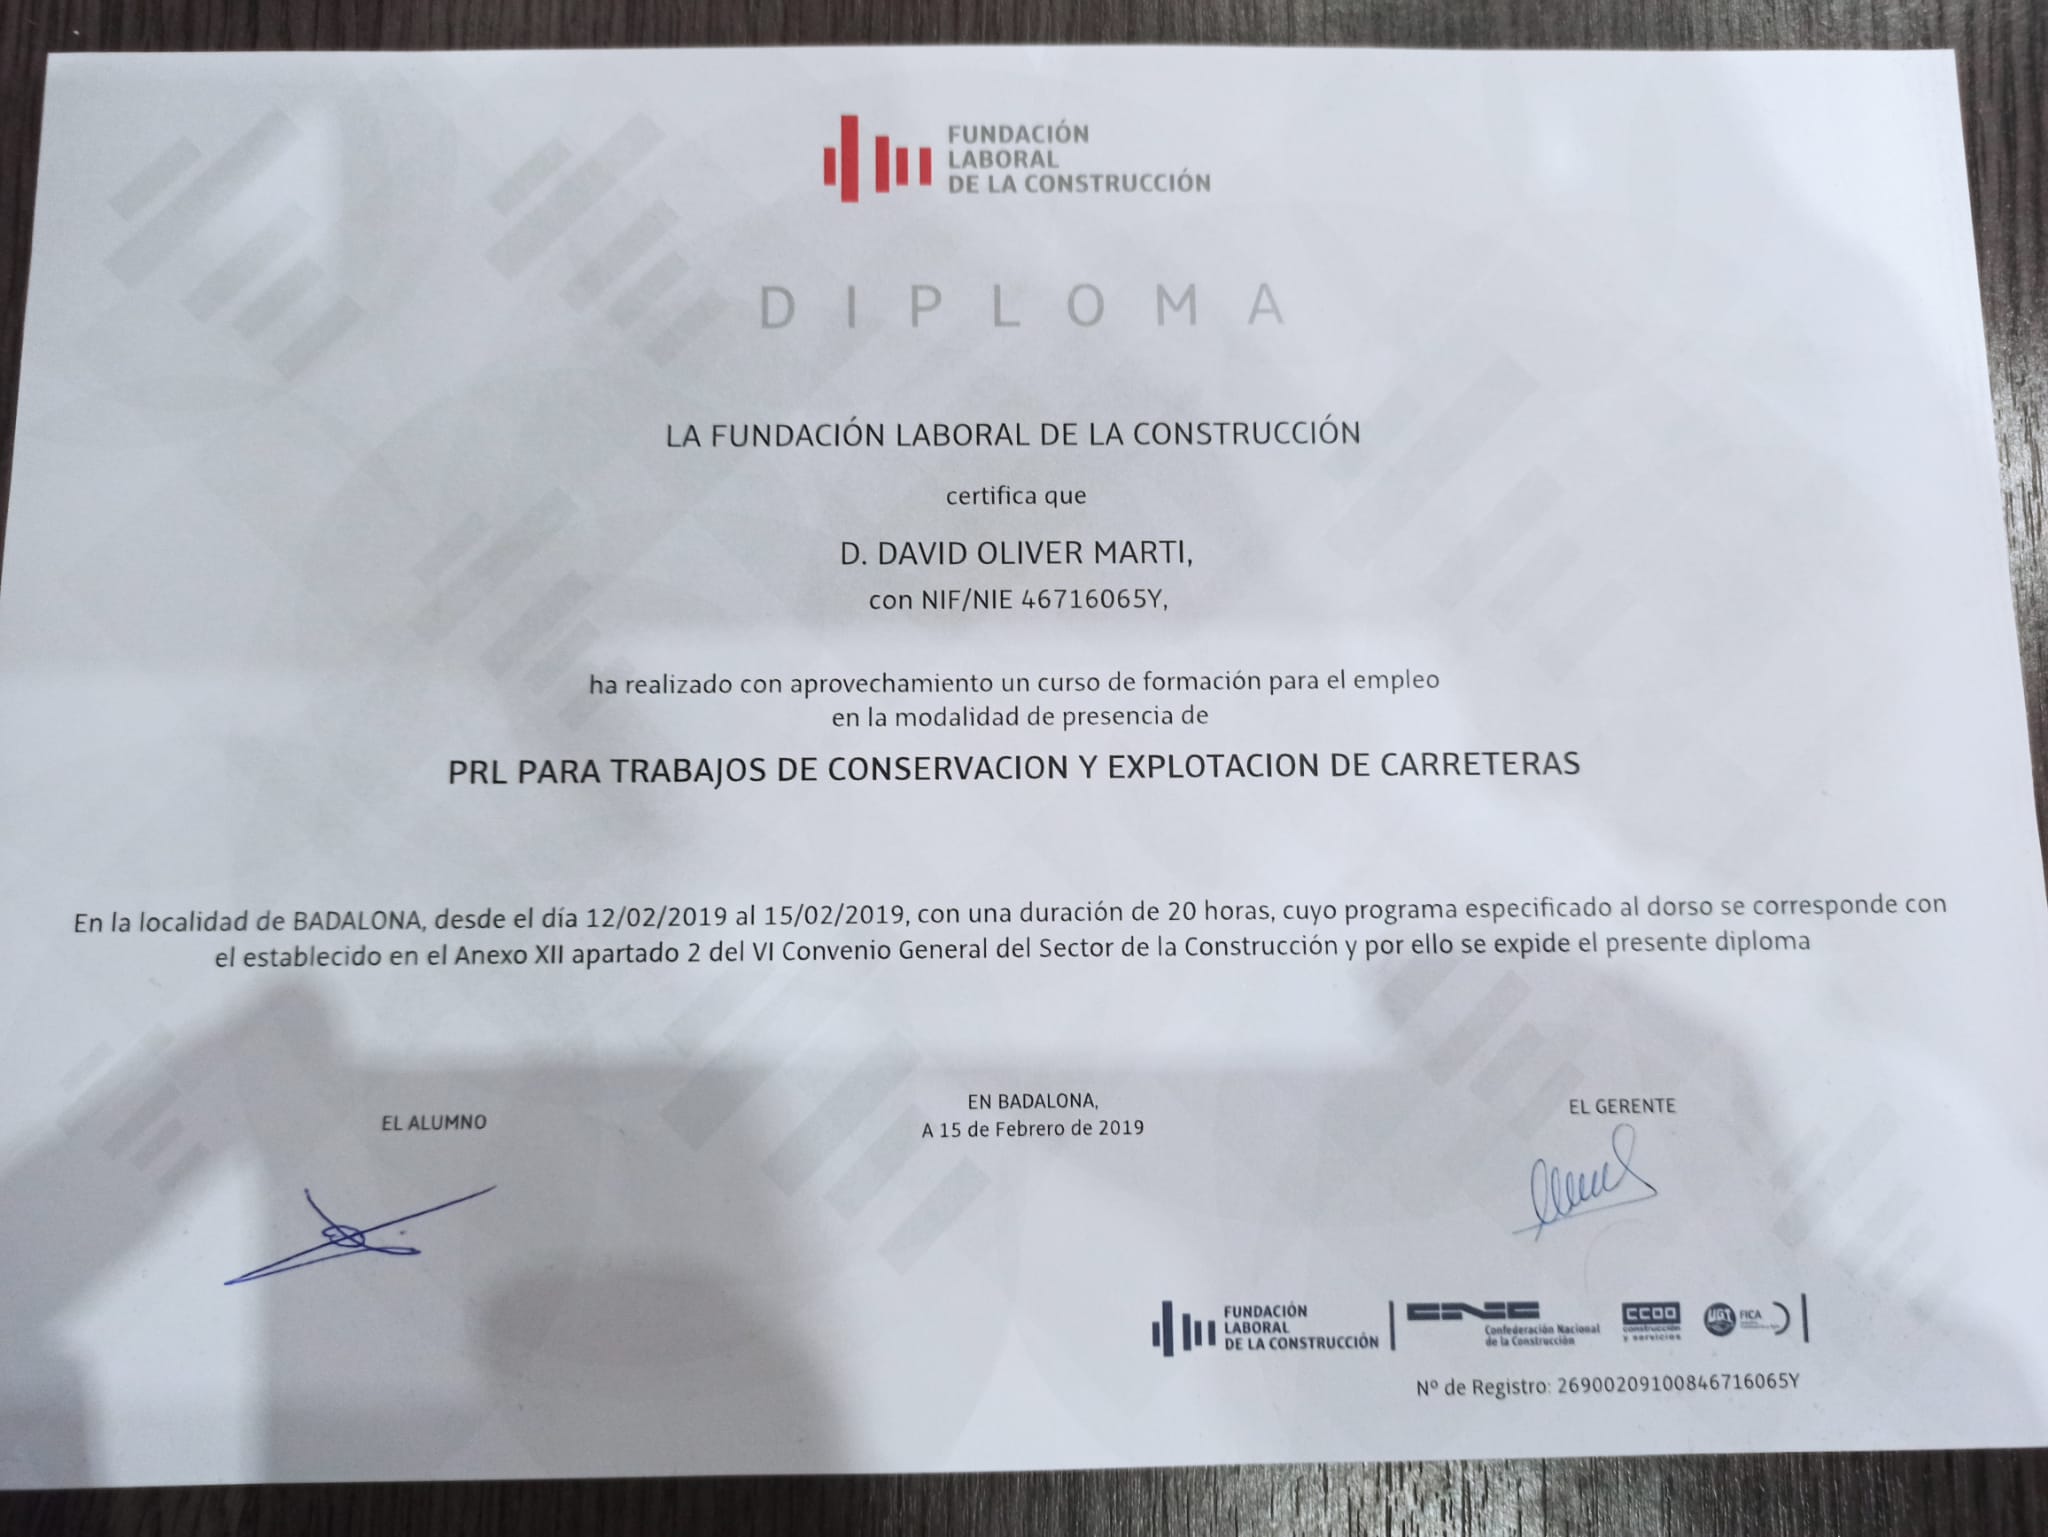 FUNDACIÓN
LABORAL
DE LA CONSTRUCCIÓN
DIPLOMA
LA FUNDACIÓN LABORAL DE LA CONSTRUCCIÓN
certifica que
D. DAVID OLIVER MARTI,
con NIF/NIE 46716065Y,
ha realizado con aprovechamiento un curso de formación para el empleo
en la modalidad de presencia de
PRL PARA TRABAJOS DE CONSERVACION Y EXPLOTACION DE CARRETERAS
En la localidad de BADALONA, desde el día 12/02/2019 al 15/02/2019, con una duración de 20 horas, cuyo programa especificado al dorso se corresponde con
el establecido en el Anexo XII apartado 2 del VI Convenio General del Sector de la Construcción y por ello se expide el presente diploma
EL ALUMNO
EN BADALONA,
A 15 de Febrero de 2019
EL GERENTE
FUNDACIÓN
LABORAL
DE LA CONSTRUCCIÓN
CNC
Confederación Nacional
de la Construcción
CCOO
construcción
y servicios
UGT
FICA
Nº de Registro: 26900209100846716065Y